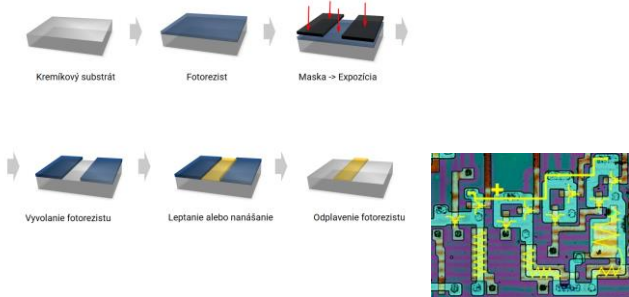 Kremíkový substrát
Fotorezist
Maska -> Expozícia
Vyvolanie fotorezistu
Leptanie alebo nanášanie
Odplavenie fotorezistu